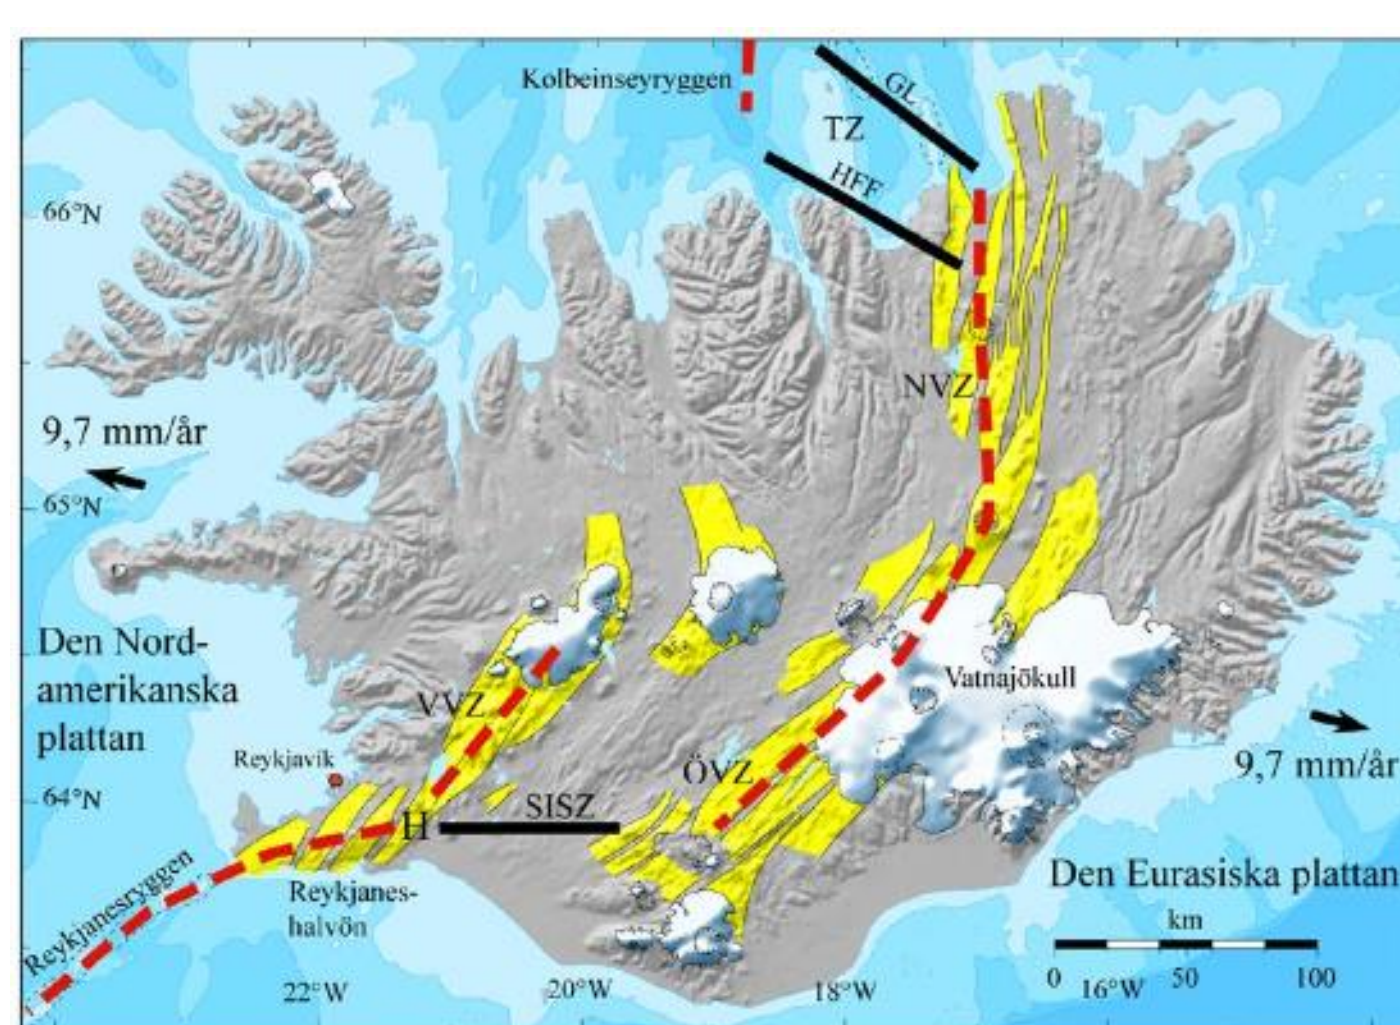 Kolbeinseyryggen
GL
TZ
HFF
66°N
NVZ
9,7 mm/år
65°N
Den Nord-
amerikanska
plattan
VVZ
Vatnajökull
Reykjavik
ÖVZ
9,7 mm/år
64°N
H
SISZ
Reykjanesryggen
Reykjanes-
halvön
Den Eurasiska plattan
km
0 50 100
22°W 20°W 18°W 16°W